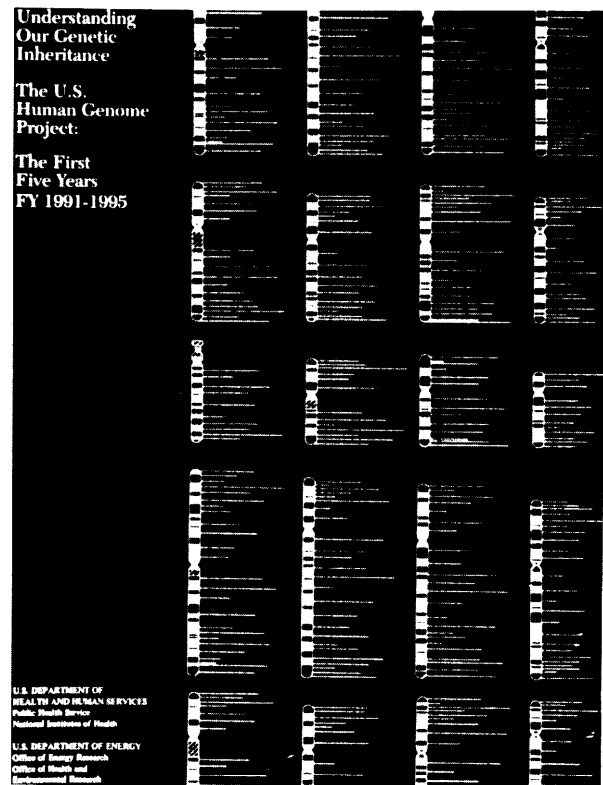 Understanding
Our Genetic
Inheritance
The U.S.
Human Genome
Project:
The First
Five Years
FY 1991-1995
U.S. DEPARTMENT OF
HEALTH AND HUMAN SERVICES
Public Health Service
National Institutes of Health
U.S. DEPARTMENT OF ENERGY
Office of Energy Research
Office of Health and
Environmental Research